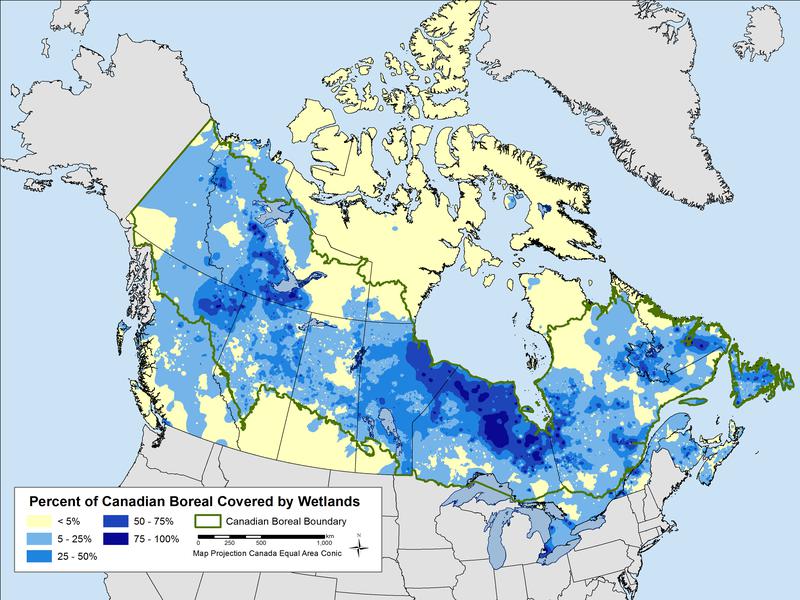 Percent of Canadian Boreal Covered by Wetlands
< 5%
50 - 75%
Canadian Boreal Boundary
5 - 25%
75 - 100%
km
0 250 500 1,000
N
25 - 50%
Map Projection Canada Equal Area Conic